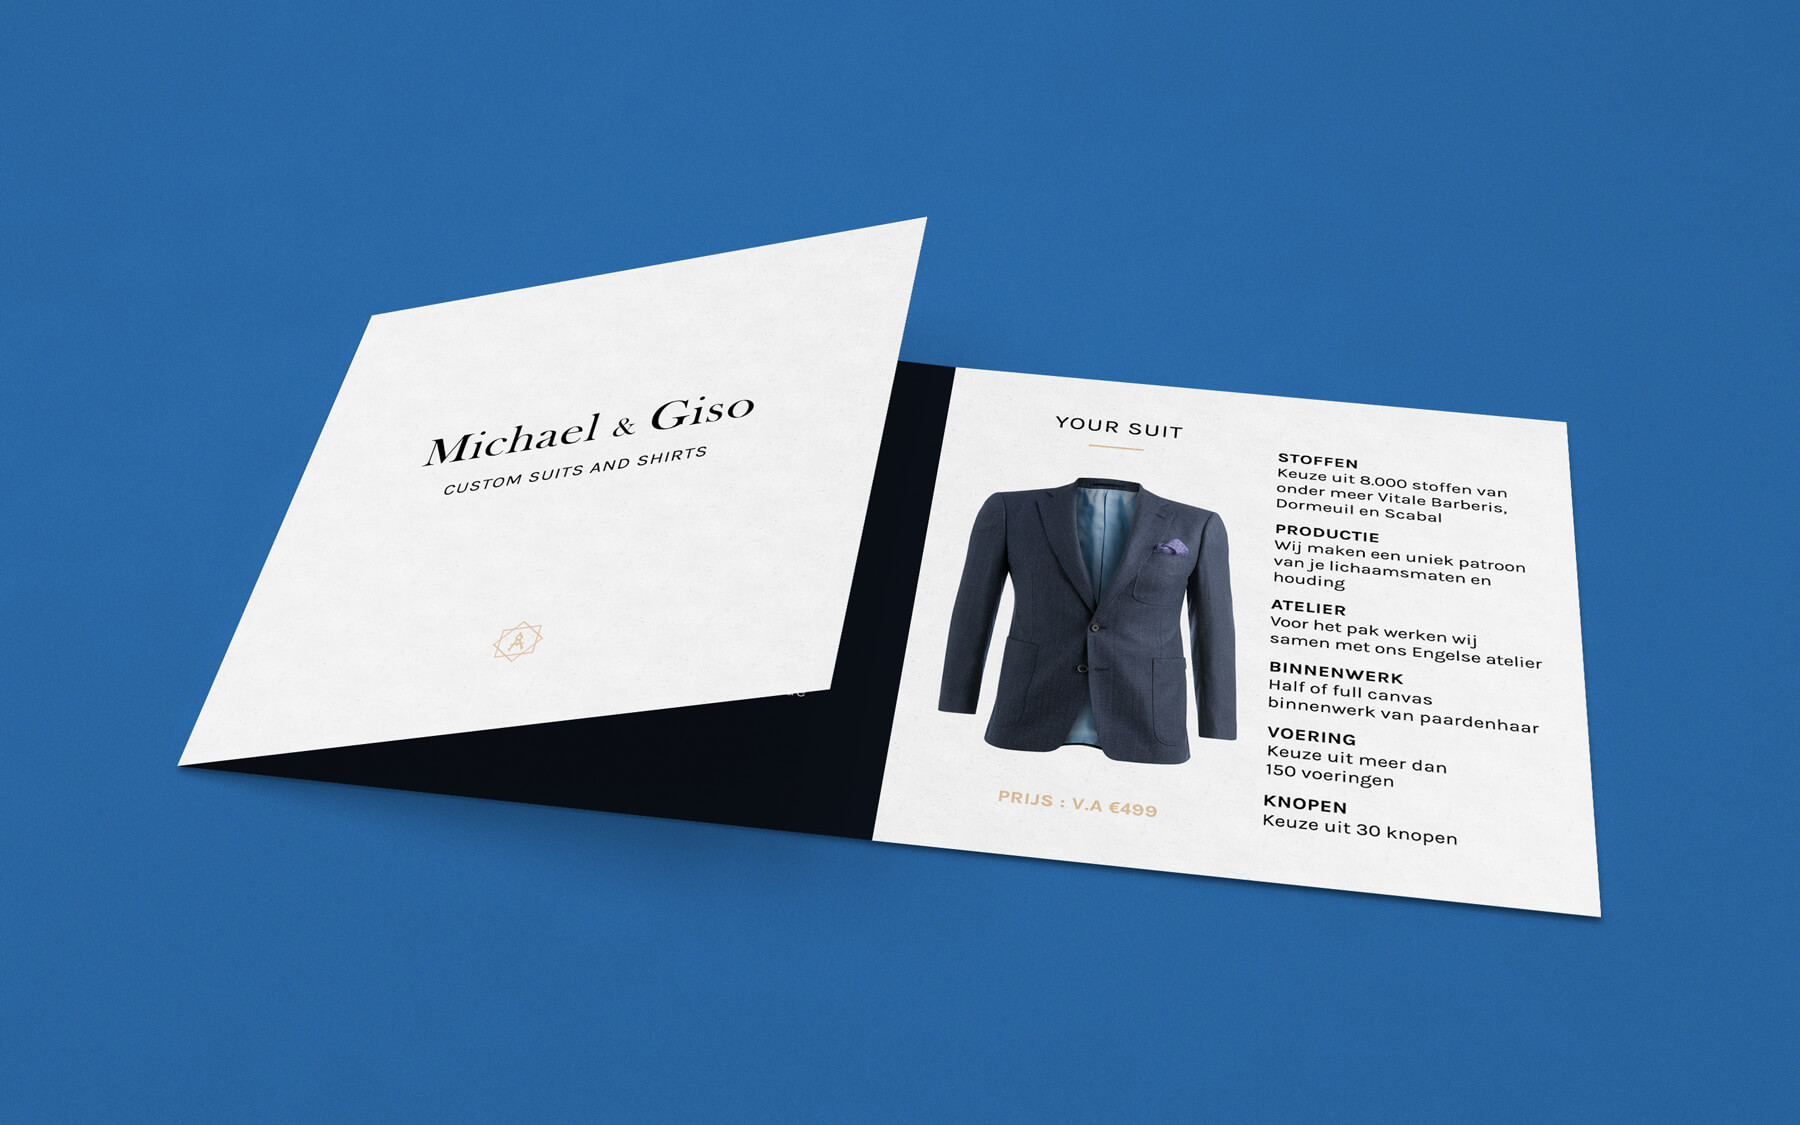 Michael & Giso
CUSTOM SUITS AND SHIRTS
YOUR SUIT
PRIJS : V.A €499
STOFFEN
Keuze uit 8.000 stoffen van
onder meer Vitale Barberis,
Dormeuil en Scabal
PRODUCTIE
Wij maken een uniek patroon
van je lichaamsmaten en
houding
ATELIER
Voor het pak werken wij
samen met ons Engelse atelier
BINNENWERK
Half of full canvas
binnenwerk van paardenhaar
VOERING
Keuze uit meer dan
150 voeringen
KNOPEN
Keuze uit 30 knopen